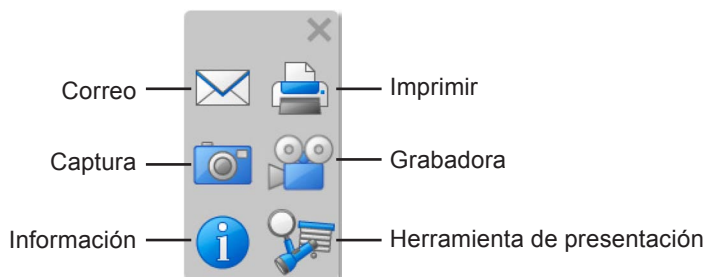 Correo
Imprimir
Captura
Grabadora
Información
Herramienta de presentación